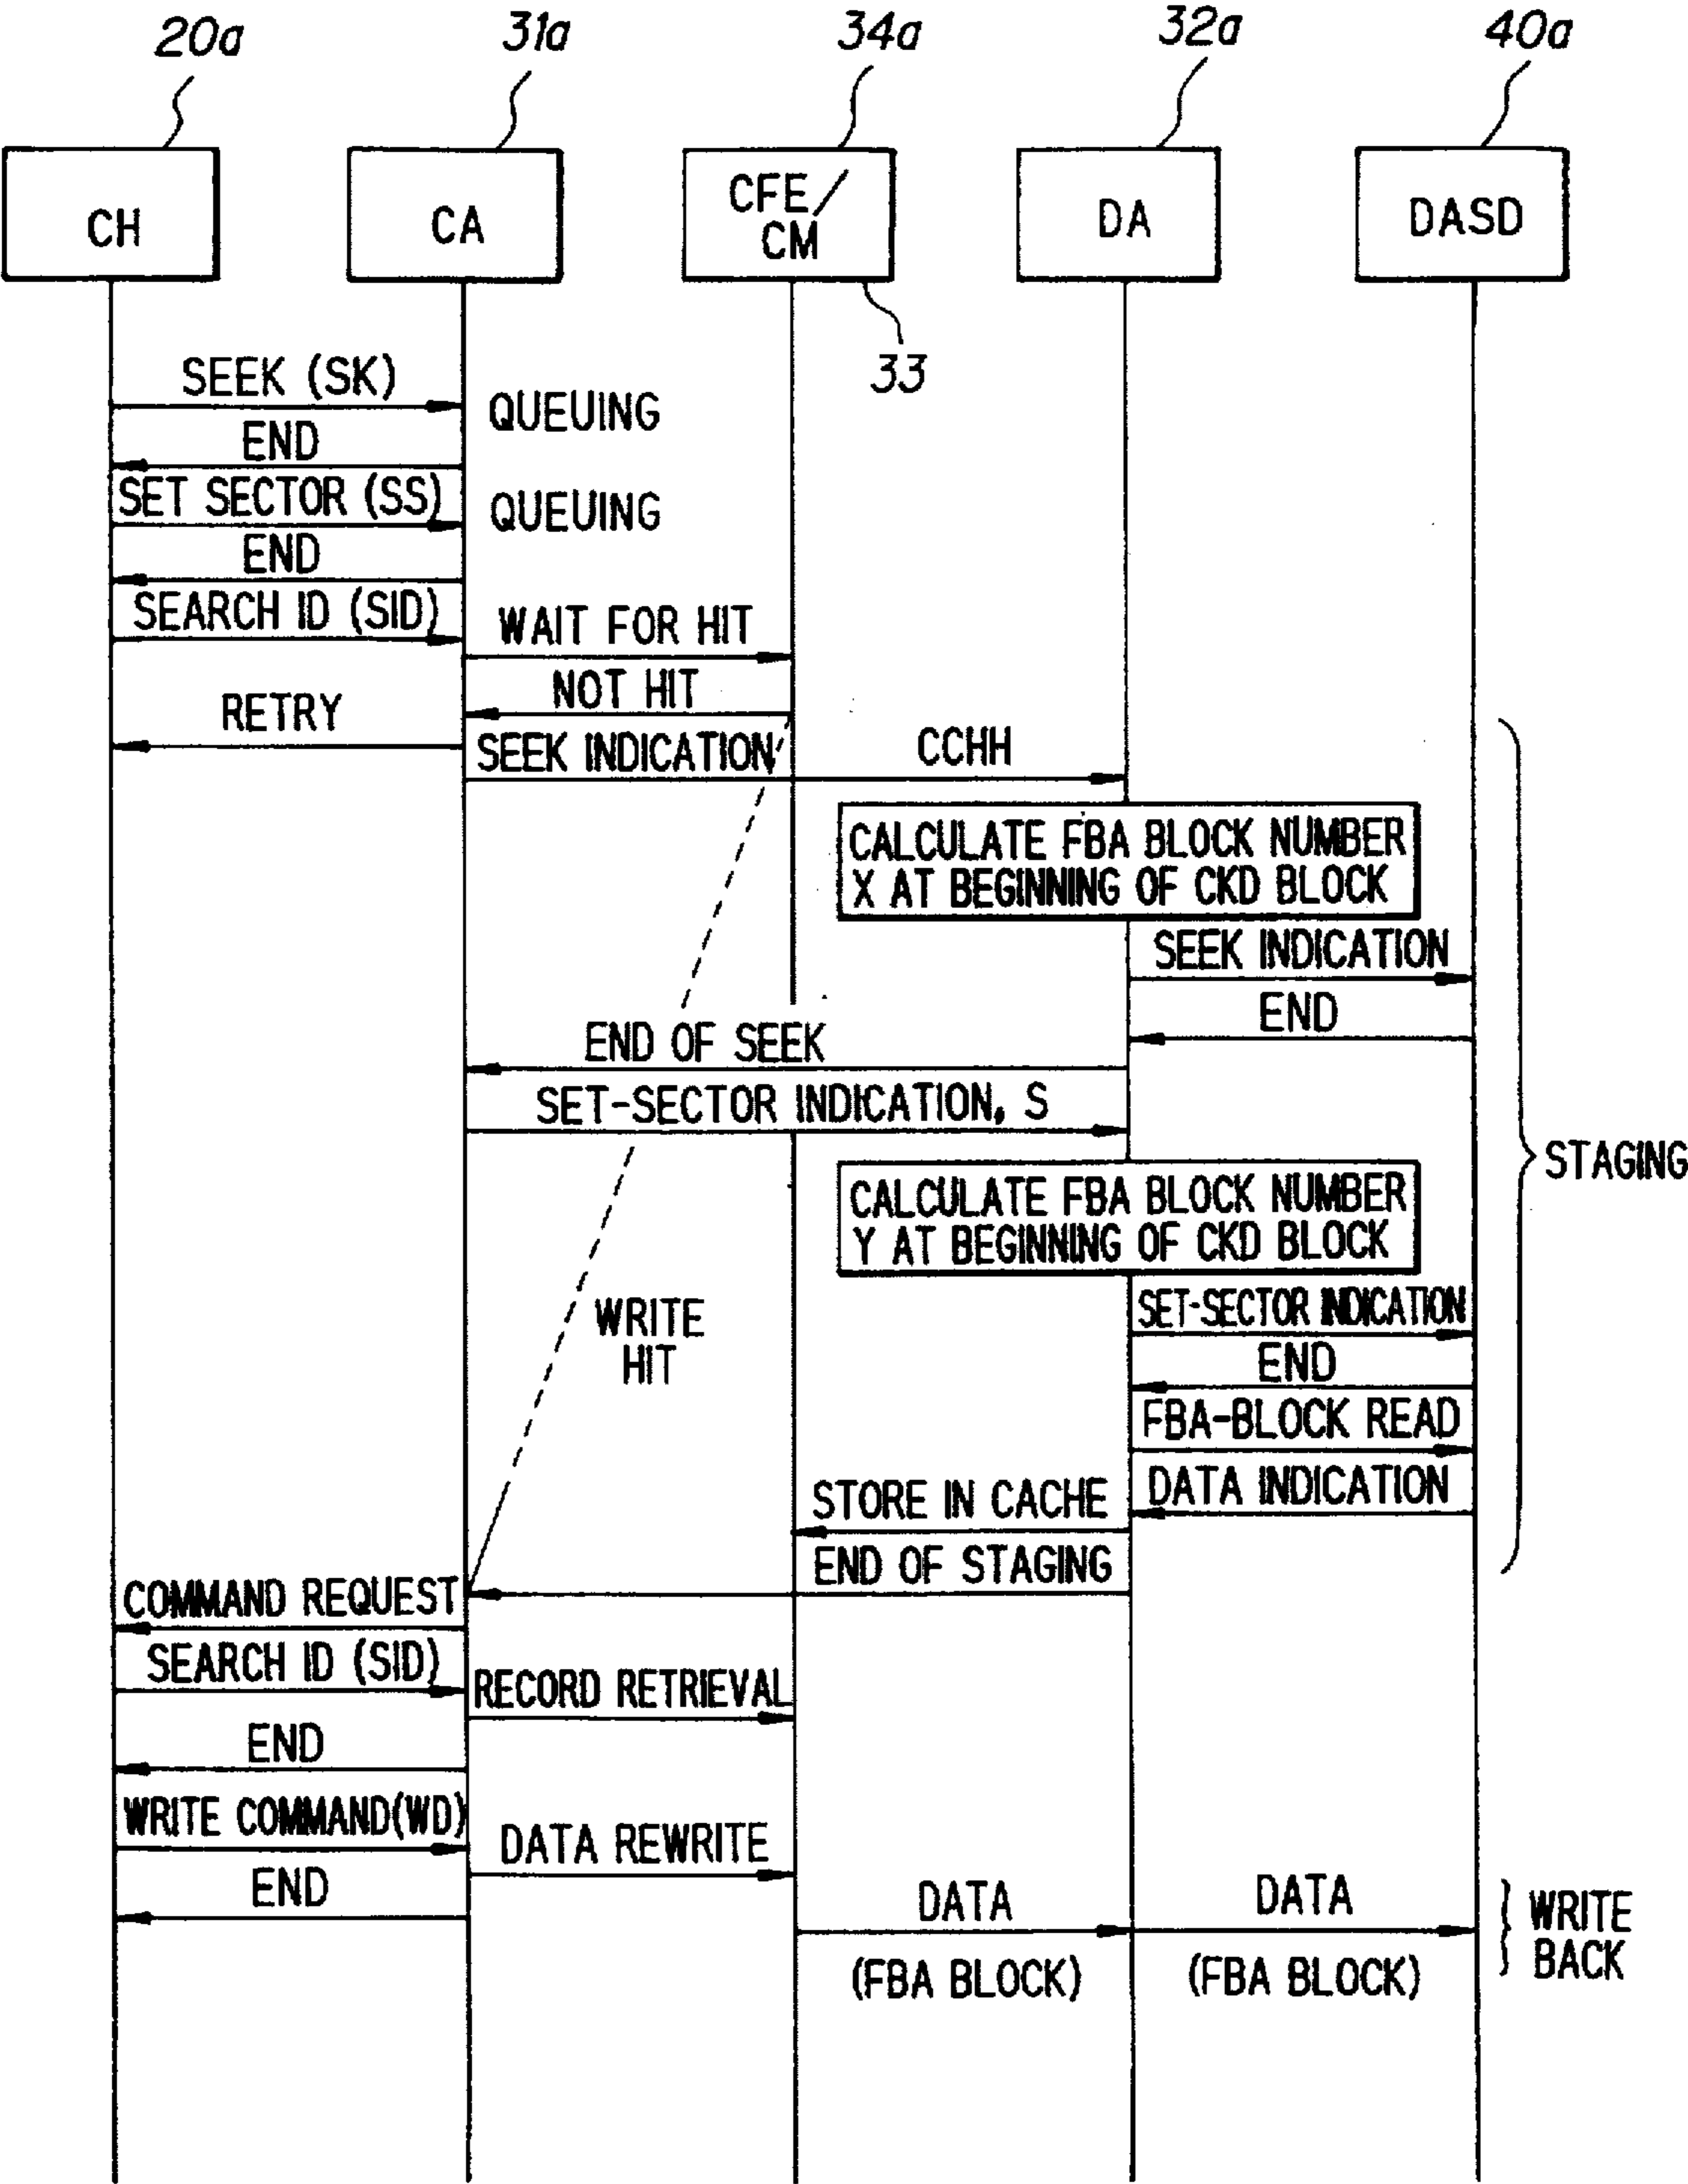 20a 31a 34a 32a 40a
CH CA CFE/ CM DA DASD
33
SEEK (SK)
QUEUING
END
SET SECTOR (SS)
QUEUING
END
SEARCH ID (SID)
WAIT FOR HIT
NOT HIT
RETRY
SEEK INDICATION CCHH
CALCULATE FBA BLOCK NUMBER
X AT BEGINNING OF CKD BLOCK
SEEK INDICATION
END
END OF SEEK
SET-SECTOR INDICATION, S
STAGING
CALCULATE FBA BLOCK NUMBER
Y AT BEGINNING OF CKD BLOCK
SET-SECTOR INDICATION
WRITE
HIT
END
FBA-BLOCK READ
DATA INDICATION
STORE IN CACHE
END OF STAGING
COMMAND REQUEST
SEARCH ID (SID)
RECORD RETRIEVAL
END
WRITE COMMAND(WD)
DATA REWRITE
END
DATA DATA
(FBA BLOCK) (FBA BLOCK)
WRITE
BACK